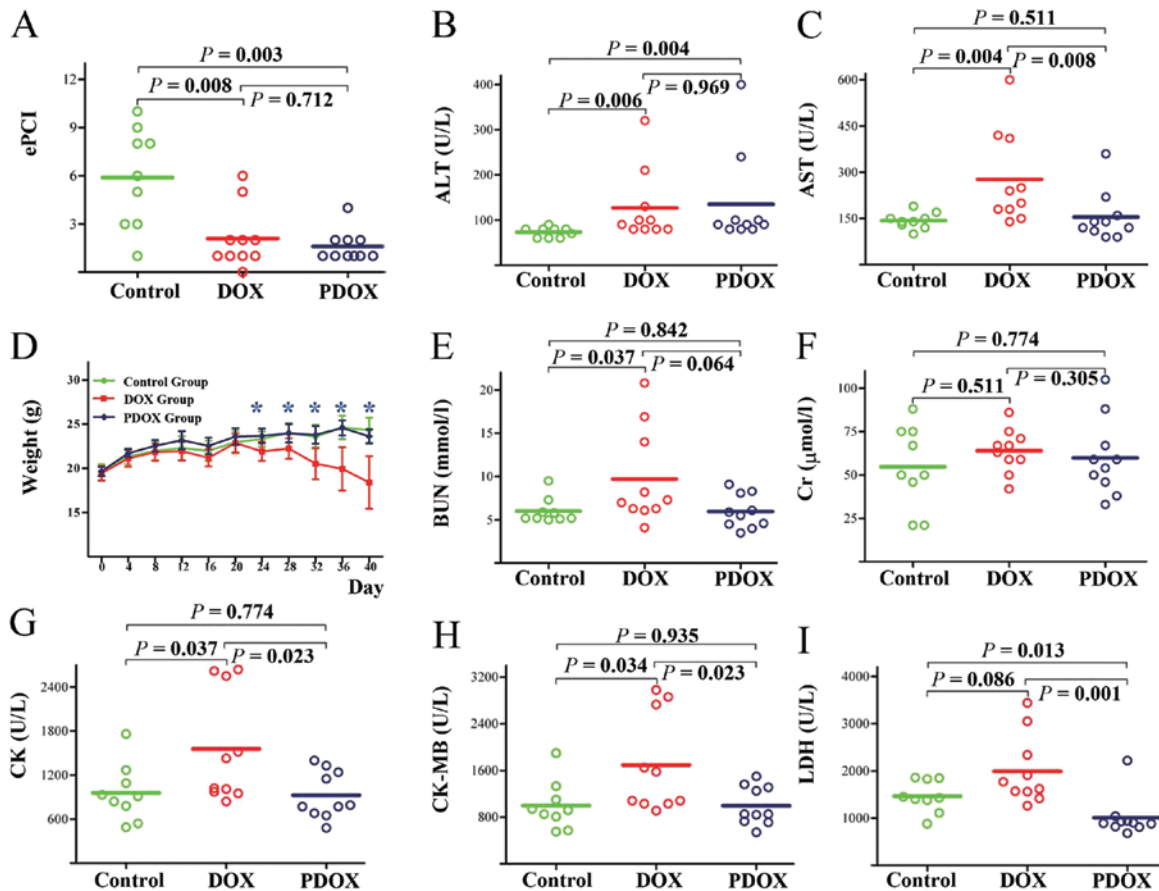 A
P = 0.003
P = 0.008
P = 0.712
ePCI
12
9
6
3
Control DOX PDOX
B
P = 0.004
P = 0.969
P = 0.006
ALT (U/L)
400
300
200
100
Control DOX PDOX
C
P = 0.511
P = 0.004
P = 0.008
AST (U/L)
600
450
300
150
Control DOX PDOX
D
Weight (g)
30
25
20
15
Control Group
DOX Group
PDOX Group
* * * * *
0 4 8 12 16 20 24 28 32 36 40
Day
E
P = 0.842
P = 0.037
P = 0.064
BUN (mmol/l)
20
15
10
5
Control DOX PDOX
F
P = 0.774
P = 0.511
P = 0.305
Cr (μmol/l)
100
75
50
25
Control DOX PDOX
G
P = 0.774
P = 0.037
P = 0.023
CK (U/L)
2400
1800
1200
600
Control DOX PDOX
H
P = 0.935
P = 0.034
P = 0.023
CK-MB (U/L)
3200
2400
1600
800
Control DOX PDOX
I
P = 0.013
P = 0.086
P = 0.001
LDH (U/L)
4000
3000
2000
1000
Control DOX PDOX